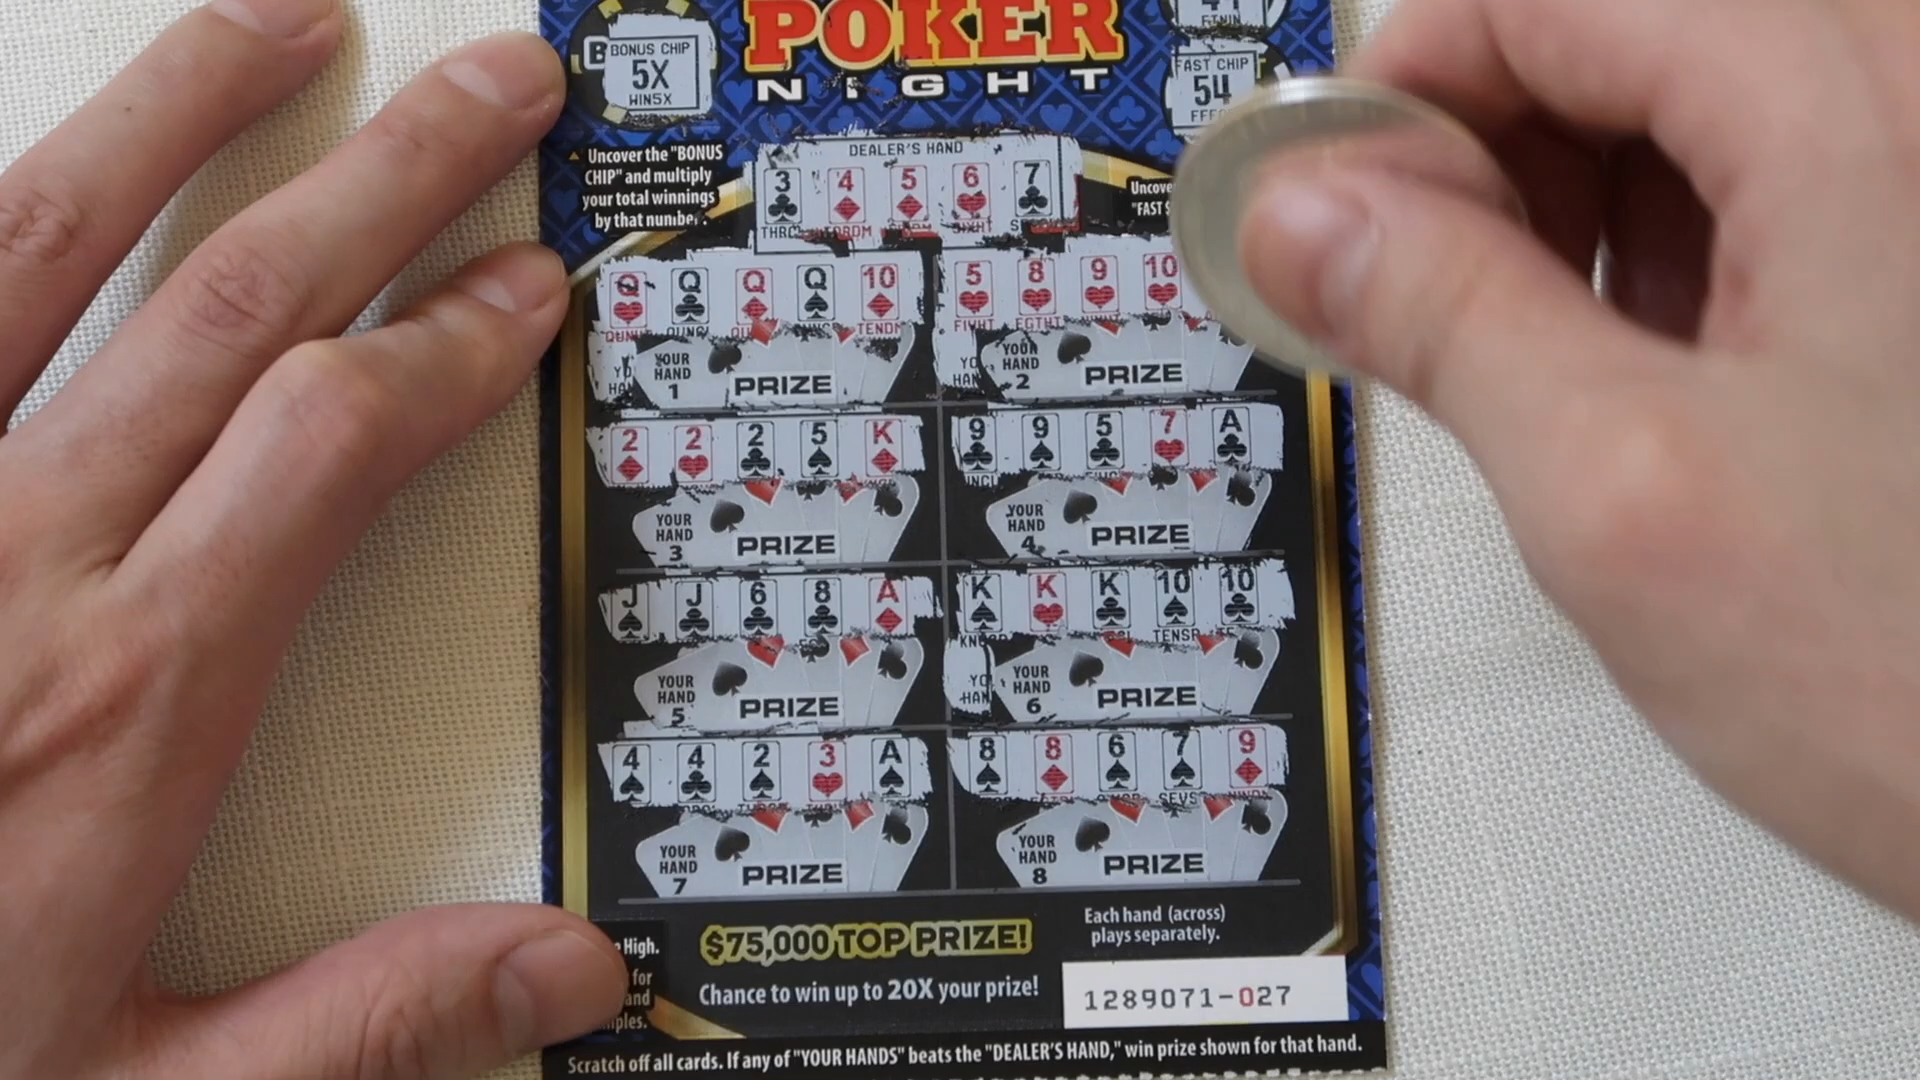 POKER
NIGHT
BONUS CHIP
5X
WIN5X
FAST CHIP
54
Uncover the "BONUS
CHIP" and multiply
your total winnings
by that number.
DEALER'S HAND
3 4 5 6 7
Q Q Q Q 10
YOUR
HAND
1
PRIZE
5 8 9 10
YOUR
HAND
2
PRIZE
2 2 2 5 K
YOUR
HAND
3
PRIZE
9 9 5 7 A
YOUR
HAND
4
PRIZE
J J 6 8 A
YOUR
HAND
5
PRIZE
K K K 10 10
TENSP
YOUR
HAND
6
PRIZE
4 4 2 3 A
YOUR
HAND
7
PRIZE
8 8 6 7 9
SEVS
YOUR
HAND
8
PRIZE
High.
for
$75,000 TOP PRIZE!
Chance to win up to 20X your prize!
Each hand (across)
plays separately.
1289071-027
Scratch off all cards. If any of "YOUR HANDS" beats the "DEALER'S HAND," win prize shown for that hand.